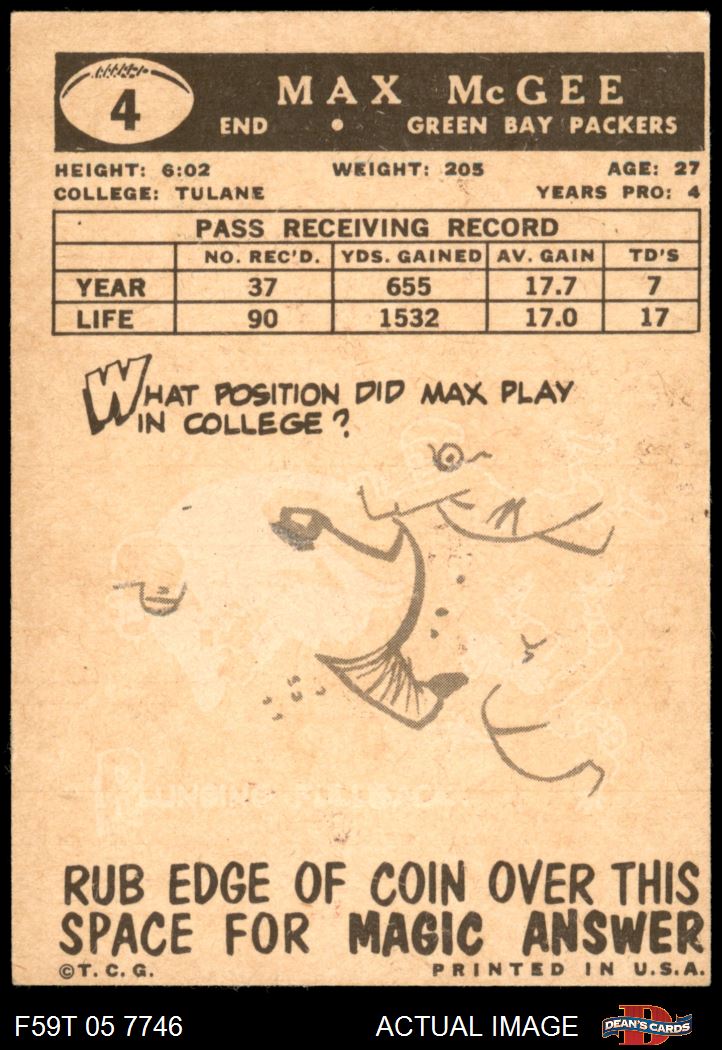 4
MAX McGEE
END • GREEN BAY PACKERS
HEIGHT: 6:02 WEIGHT: 205 AGE: 27
COLLEGE: TULANE YEARS PRO: 4
PASS RECEIVING RECORD
NO. REC'D. YDS. GAINED AV. GAIN TD'S
YEAR 37 655 17.7 7
LIFE 90 1532 17.0 17
WHAT POSITION DID MAX PLAY
IN COLLEGE?
PLUNGING FULLBACK
RUB EDGE OF COIN OVER THIS
SPACE FOR MAGIC ANSWER
©T.C.G. PRINTED IN U.S.A.
F59T 05 7746 ACTUAL IMAGE D DEAN'S CARDS